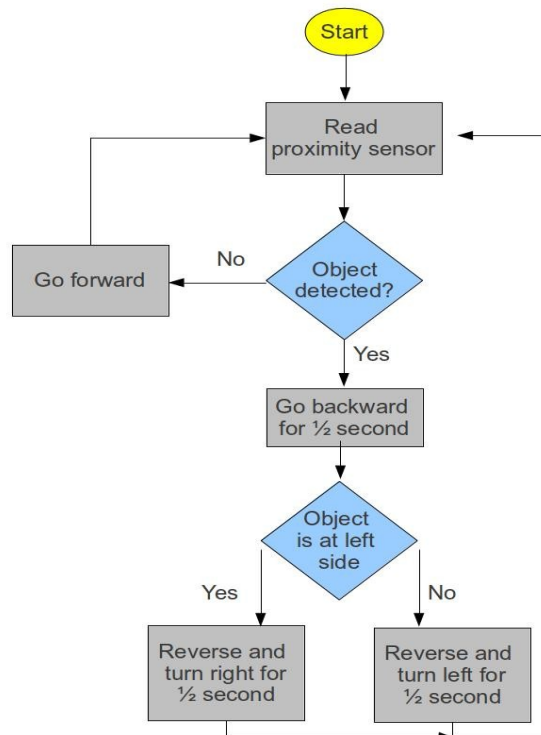 Start
Read
proximity sensor
Go forward
No
Object
detected?
Yes
Go backward
for ½ second
Object
is at left
side
Yes
No
Reverse and
turn right for
½ second
Reverse and
turn left for
½ second